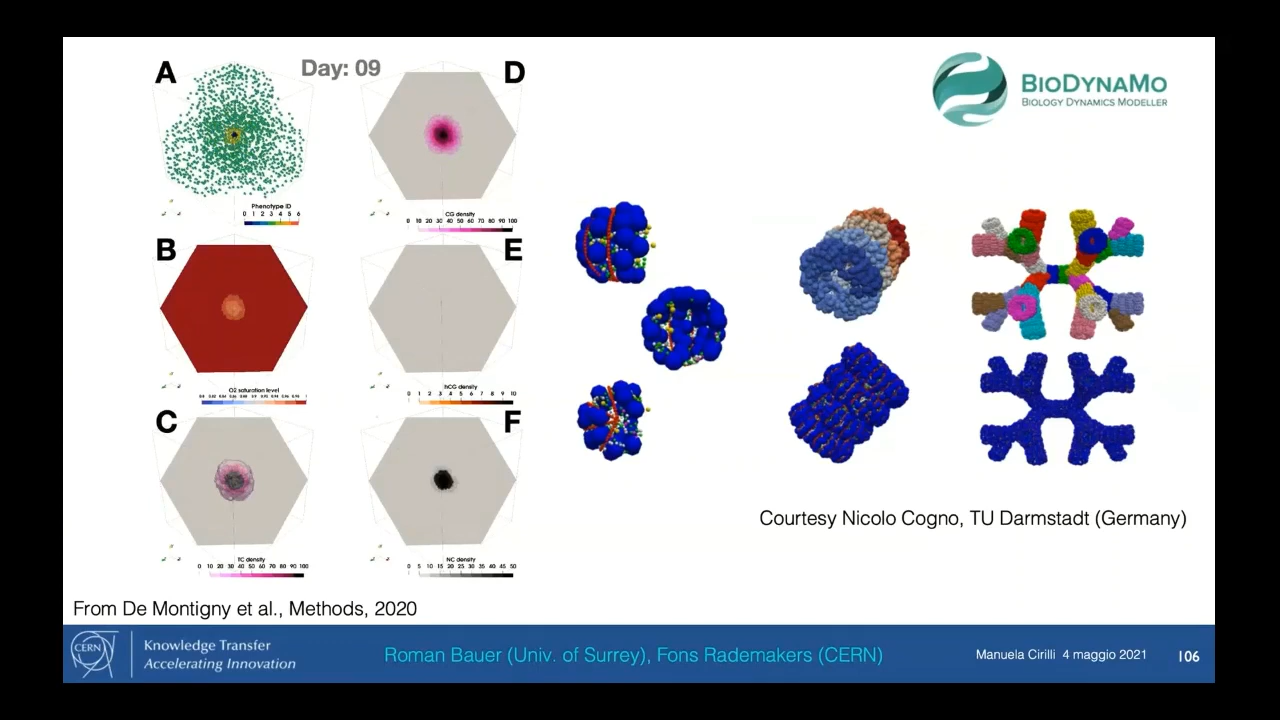 A
Day: 09
D
BIODYNAMO
BIOLOGY DYNAMICS MODELLER
Phenotype ID
0 1 2 3 4 5 6
CG density
0 10 20 30 40 50 60 70 80 90 100
B
E
O2 saturation level
hCG density
0 1 2 3 4 5 6 7 8 9 10
C
F
TC density
0 10 20 30 40 50 60 70 80 90 100
NC density
0 5 10 15 20 25 30 35 40 45 50
Courtesy Nicolo Cogno, TU Darmstadt (Germany)
From De Montigny et al., Methods, 2020
CERN
Knowledge Transfer
Accelerating Innovation
Roman Bauer (Univ. of Surrey), Fons Rademakers (CERN)
Manuela Cirilli 4 maggio 2021
106